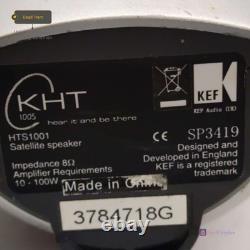 KHT
1005
hear it and be there
HTS1001
Satellite speaker
Impedance 8Ω
Amplifier Requirements
10 - 100W
Made in China
3784718G
CE
KEF
KEF Audio (UK)
SP3419
Designed and
Developed in England
KEF is a registered
trademark